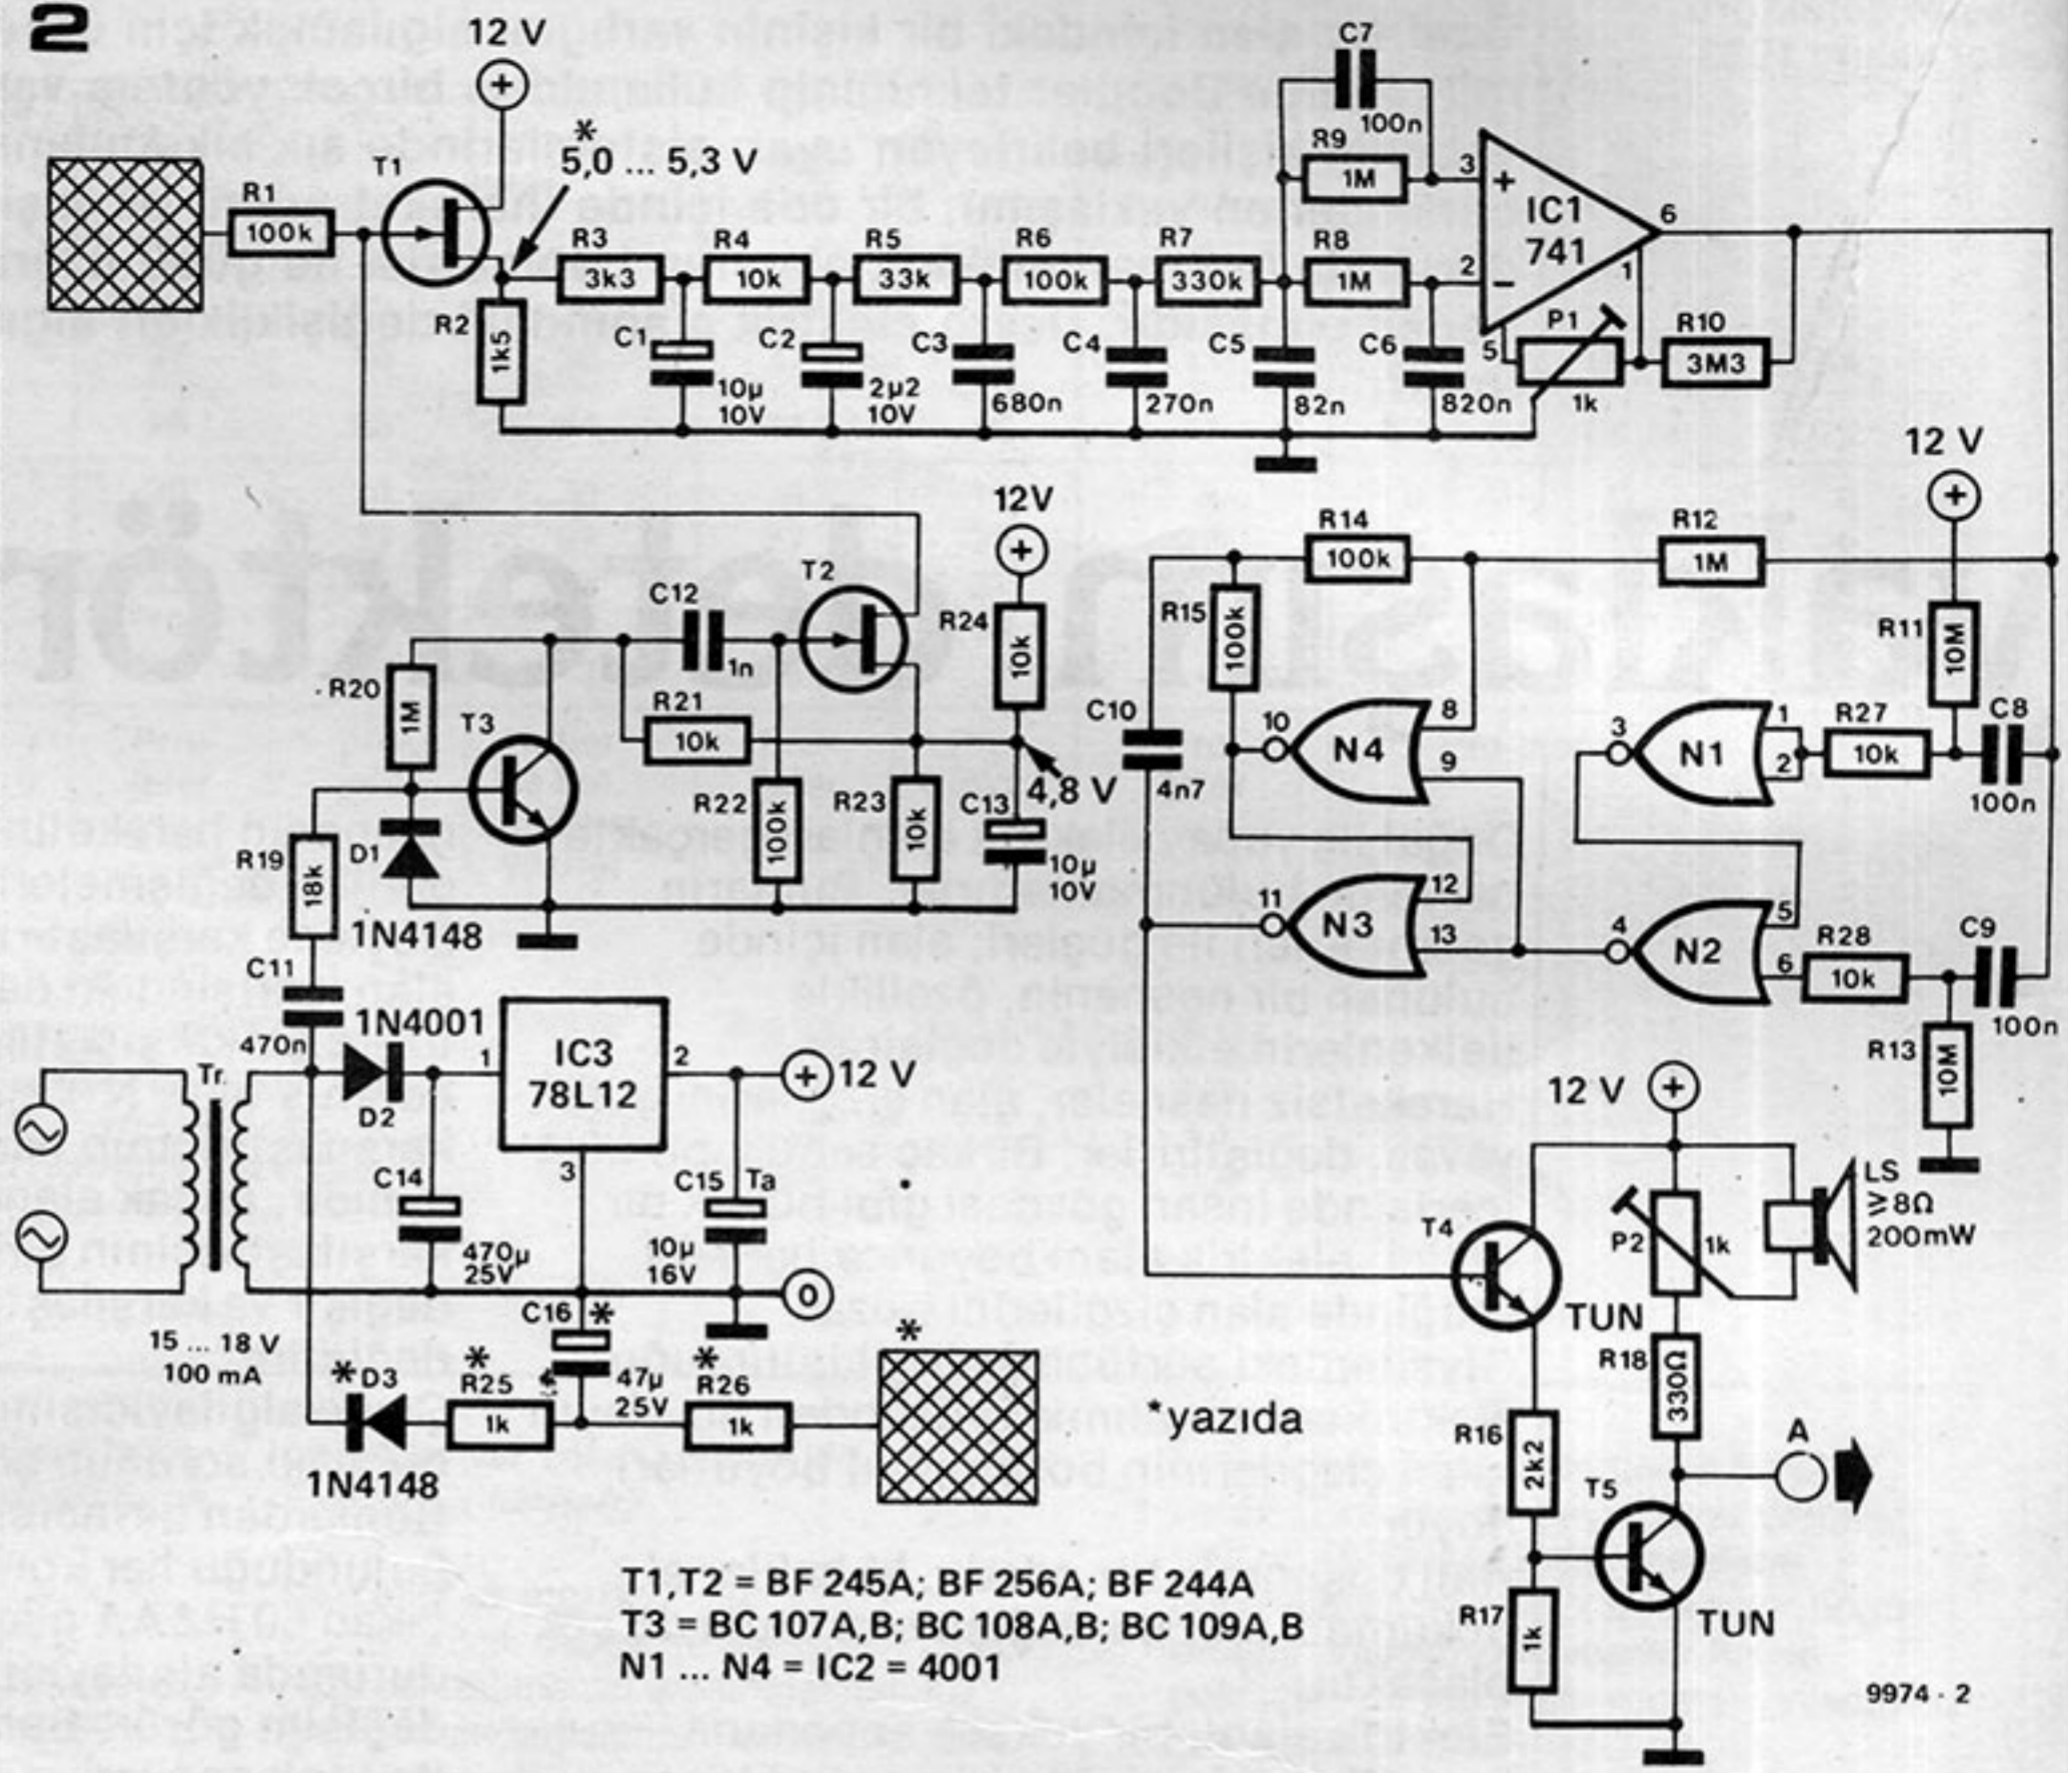 2
12 V
*
5,0 ... 5,3 V
T1
R1
100k
R2
1k5
R3
3k3
R4
10k
R5
33k
R6
100k
R7
330k
R8
1M
R9
1M
C7
100n
3
+
2
−
IC1
741
6
1
5
P1
1k
R10
3M3
C1
10µ
10V
C2
2µ2
10V
C3
680n
C4
270n
C5
82n
C6
820n
12 V
+
R11
10M
R12
1M
R14
100k
R15
100k
C10
4n7
10
N4
8
9
3
N1
1
2
R27
10k
C8
100n
11
N3
12
13
4
N2
5
6
R28
10k
C9
100n
R13
10M
12V
+
R24
10k
T2
C12
1n
R20
1M
T3
R21
10k
R22
100k
R23
10k
4,8 V
C13
10µ
10V
R19
18k
D1
1N4148
C11
470n
1N4001
D2
Tr.
15 ... 18 V
100 mA
1
IC3
78L12
2
3
+
12 V
C14
470µ
25V
C15
Ta
10µ
16V
0
C16
*
47µ
25V
*
D3
1N4148
*
R25
1k
*
R26
1k
*
*yazıda
12 V
+
T4
TUN
P2
1k
LS
≥8Ω
200mW
R18
330Ω
R16
2k2
A
T5
TUN
R17
1k
T1,T2 = BF 245A; BF 256A; BF 244A
T3 = BC 107A,B; BC 108A,B; BC 109A,B
N1 ... N4 = IC2 = 4001
9974 - 2